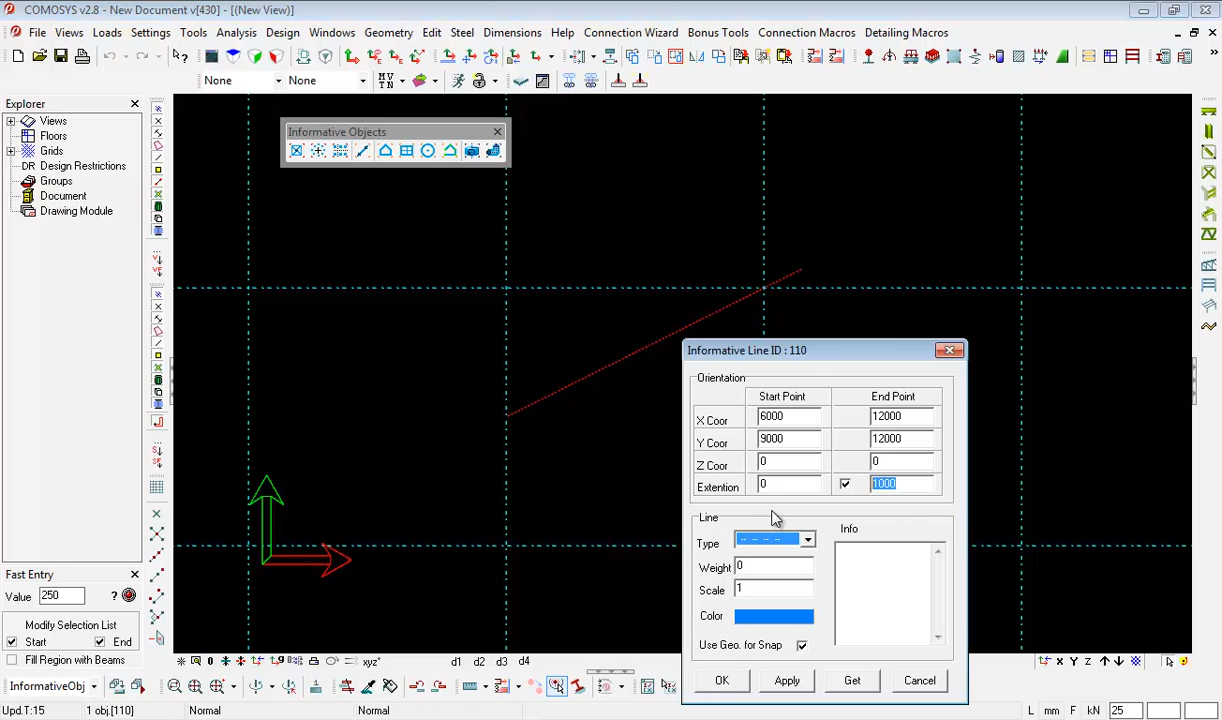 COMOSYS v2.8 - New Document v[430] - [(New View)]
File Views Loads Settings Tools Analysis Design Windows Geometry Edit Steel Dimensions Help Connection Wizard Bonus Tools Connection Macros Detailing Macros
None None
MV
TN
Explorer
Views
Floors
Grids
DR Design Restrictions
Groups
Document
Drawing Module
Informative Objects
Informative Line ID : 110
Orientation
Start Point End Point
X Coor 6000 12000
Y Coor 9000 12000
Z Coor 0 0
Extention 0 1000
Line
Info
Type
Weight 0
Scale 1
Color
Use Geo. for Snap
OK Apply Get Cancel
Fast Entry
Value 250 ?
Modify Selection List
Start End
Fill Region with Beams
0 xyz d1 d2 d3 d4
X Y Z
InformativeObj
Upd.T:15 1 obj.[110] Normal Normal L mm F kN 25